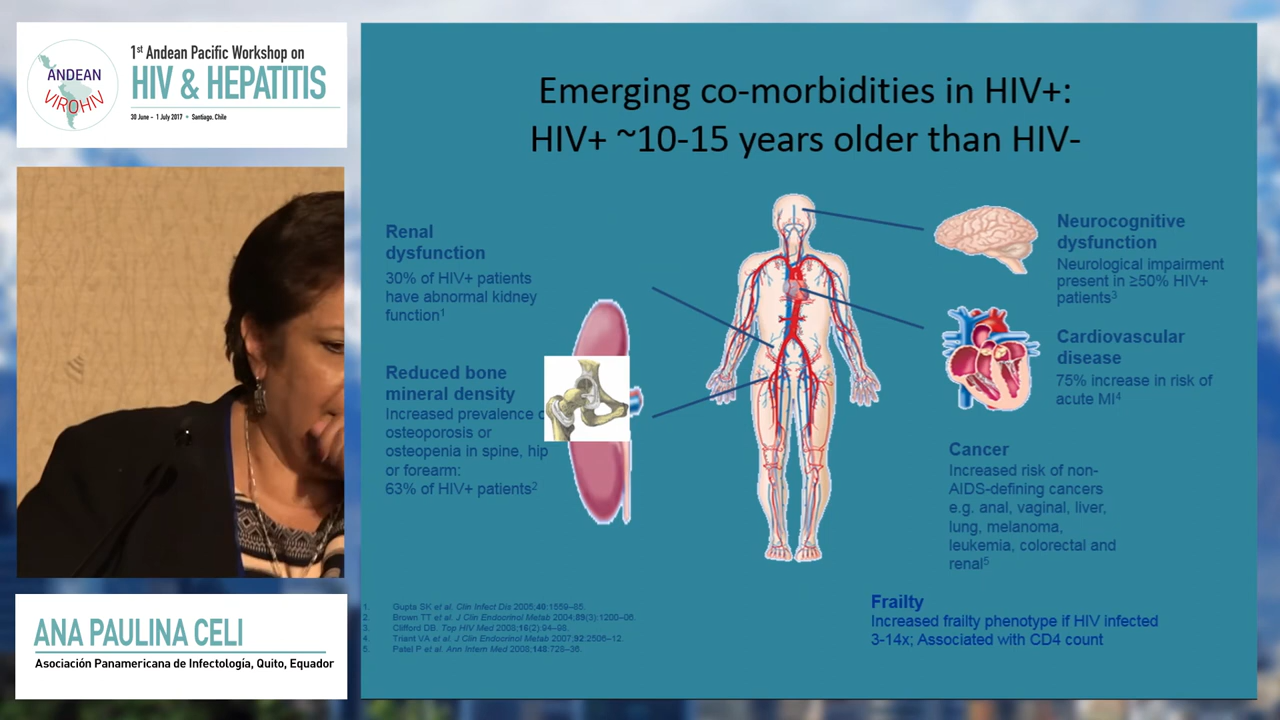 ANDEAN
VIROHIV
1st Andean Pacific Workshop on
HIV & HEPATITIS
30 June - 1 July 2017 • Santiago, Chile
Emerging co-morbidities in HIV+:
HIV+ ~10-15 years older than HIV-
Renal
dysfunction
30% of HIV+ patients
have abnormal kidney
function1
Reduced bone
mineral density
Increased prevalence
osteoporosis or
osteopenia in spine, hip
or forearm:
63% of HIV+ patients2
Neurocognitive
dysfunction
Neurological impairment
present in ≥50% HIV+
patients3
Cardiovascular
disease
75% increase in risk of
acute MI4
Cancer
Increased risk of non-
AIDS-defining cancers
e.g. anal, vaginal, liver,
lung, melanoma,
leukemia, colorectal and
renal5
Frailty
Increased frailty phenotype if HIV infected
3-14x; Associated with CD4 count
1. Gupta SK et al. Clin Infect Dis 2005;40:1559–85.
2. Brown TT et al. J Clin Endocrinol Metab 2004;89(3):1200–06.
3. Clifford DB. Top HIV Med 2008;16(2):94–98.
4. Triant VA et al. J Clin Endocrinol Metab 2007;92:2506–12.
5. Patel P et al. Ann Intern Med 2008;148:728–36.
ANA PAULINA CELI
Asociación Panamericana de Infectología, Quito, Equador